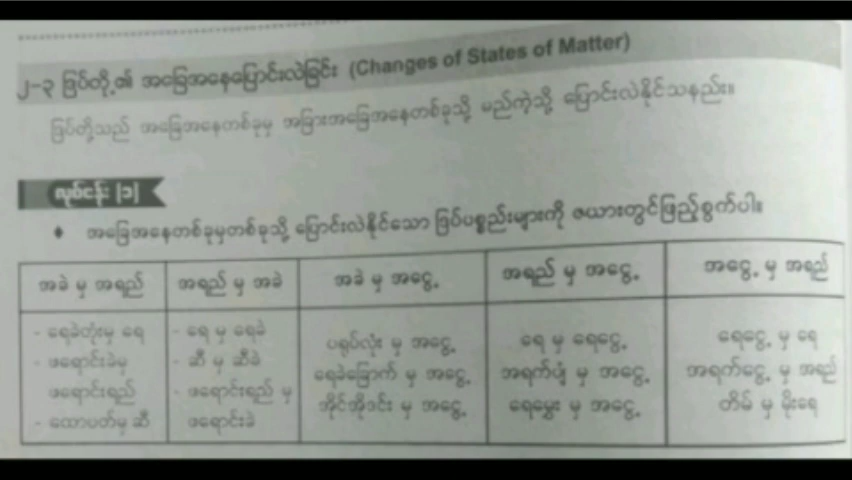 ၂-၃ ဒြပ်တို့၏ အခြေအနေပြောင်းလဲခြင်း (Changes of States of Matter)
ဒြပ်တို့သည် အခြေအနေတစ်ခုမှ အခြားအခြေအနေတစ်ခုသို့ မည်ကဲ့သို့ ပြောင်းလဲနိုင်သနည်း။
လုပ်ငန်း (၁)
♦ အခြေအနေတစ်ခုမှတစ်ခုသို့ ပြောင်းလဲနိုင်သော ဒြပ်ပစ္စည်းများကို ဇယားတွင်ဖြည့်စွက်ပါ။
အခဲ မှ အရည် အရည် မှ အခဲ အခဲ မှ အငွေ့ အရည် မှ အငွေ့ အငွေ့ မှ အရည်
- ရေခဲတုံးမှ ရေ
- ဖရောင်းခဲမှ
ဖရောင်းရည်
- ထောပတ်မှ ဆီ
- ရေ မှ ရေခဲ
- ဆီ မှ ဆီခဲ
- ဖရောင်းရည် မှ
ဖရောင်းခဲ
ပရုပ်လုံး မှ အငွေ့
ရေခဲခြောက် မှ အငွေ့
အိုင်အိုဒင်း မှ အငွေ့
ရေ မှ ရေငွေ့
အရက်ပျံ မှ အငွေ့
ရေမွှေး မှ အငွေ့
ရေငွေ့ မှ ရေ
အရက်ငွေ့ မှ အရည်
တိမ် မှ မိုးရေ